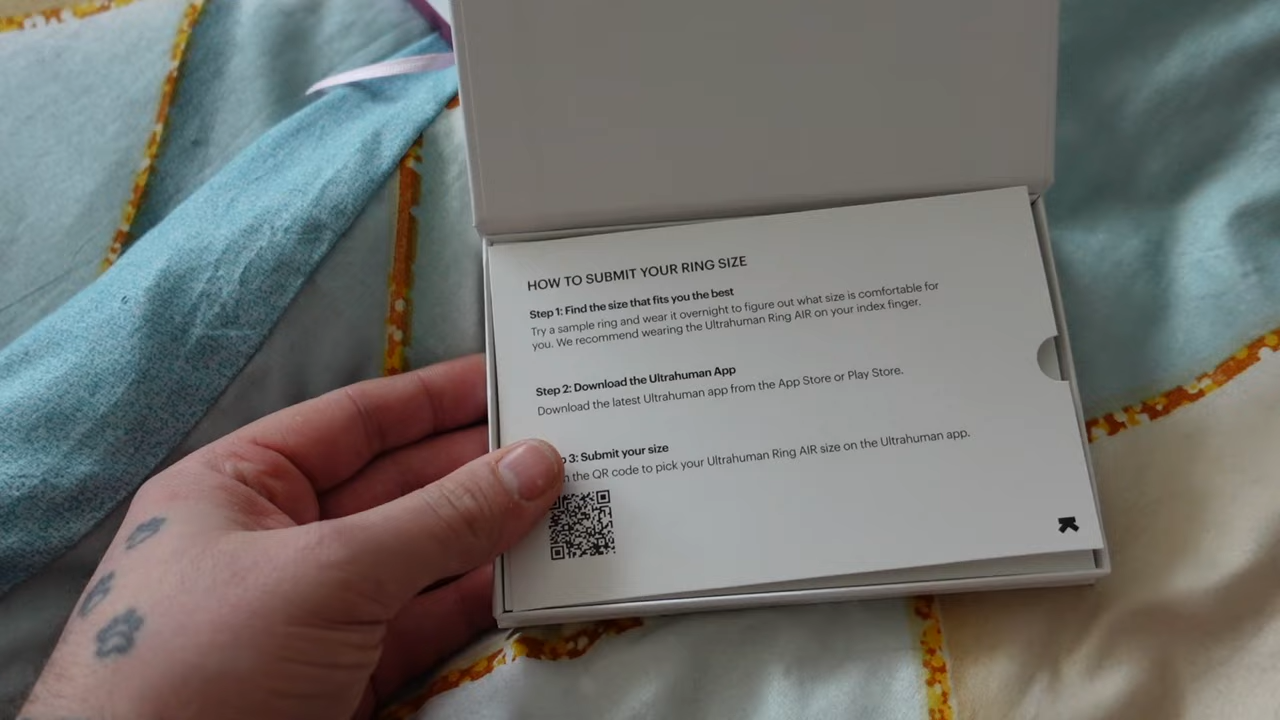 HOW TO SUBMIT YOUR RING SIZE
Step 1: Find the size that fits you the best
Try a sample ring and wear it overnight to figure out what size is comfortable for
you. We recommend wearing the Ultrahuman Ring AIR on your index finger.
Step 2: Download the Ultrahuman App
Download the latest Ultrahuman app from the App Store or Play Store.
3: Submit your size
the QR code to pick your Ultrahuman Ring AIR size on the Ultrahuman app.